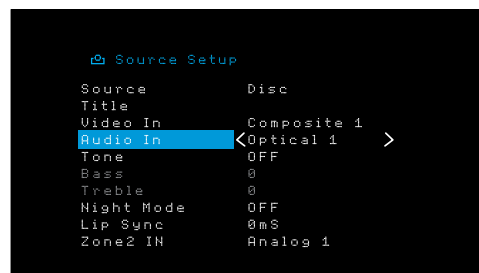 Source Setup
Source Disc
Title
Video In Composite 1
Audio In < Optical 1 >
Tone OFF
Bass 0
Treble 0
Night Mode OFF
Lip Sync 0mS
Zone2 IN Analog 1